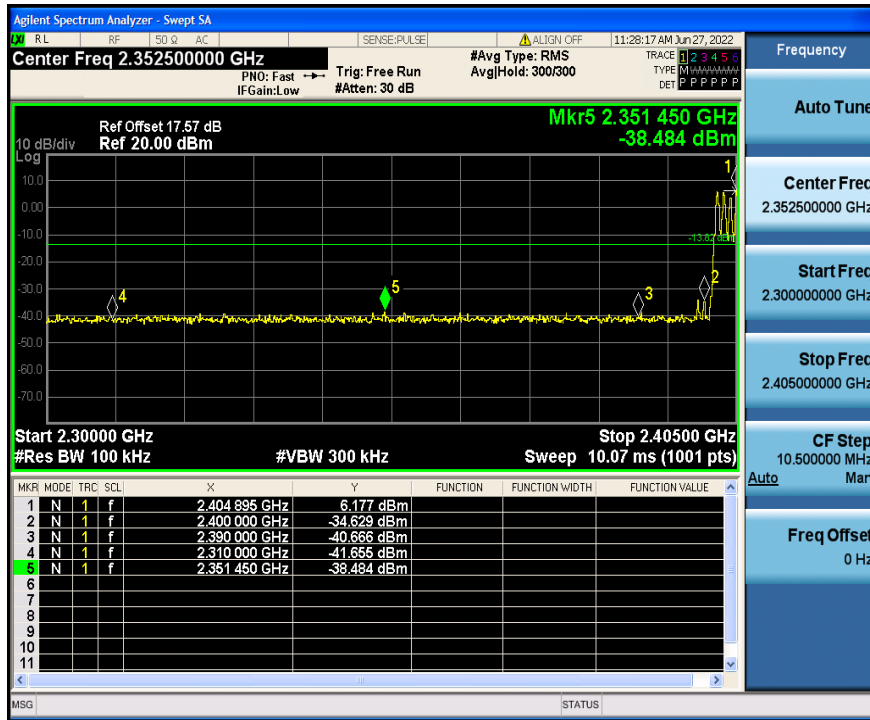 Agilent Spectrum Analyzer - Swept SA
LXI RL RF 50 Ω AC SENSE:PULSE ALIGN OFF 11:28:17 AM Jun 27, 2022
Center Freq 2.352500000 GHz
PNO: Fast
IFGain:Low
Trig: Free Run
#Atten: 30 dB
#Avg Type: RMS
Avg|Hold: 300/300
TRACE 1 2 3 4 5 6
TYPE M
DET P P P P P P
Ref Offset 17.57 dB
10 dB/div Ref 20.00 dBm
Log
Mkr5 2.351 450 GHz
-38.484 dBm
10.0
0.00
-10.0
-20.0
-30.0
-40.0
-50.0
-60.0
-70.0
1
-13.82 dBm
2
3
4
5
Start 2.30000 GHz Stop 2.40500 GHz
#Res BW 100 kHz #VBW 300 kHz Sweep 10.07 ms (1001 pts)
MKR MODE TRC SCL X Y FUNCTION FUNCTION WIDTH FUNCTION VALUE
1 N 1 f 2.404 895 GHz 6.177 dBm
2 N 1 f 2.400 000 GHz -34.629 dBm
3 N 1 f 2.390 000 GHz -40.666 dBm
4 N 1 f 2.310 000 GHz -41.655 dBm
5 N 1 f 2.351 450 GHz -38.484 dBm
6
7
8
9
10
11
MSG STATUS
Frequency
Auto Tune
Center Freq
2.352500000 GHz
Start Freq
2.300000000 GHz
Stop Freq
2.405000000 GHz
CF Step
10.500000 MHz
Auto Man
Freq Offset
0 Hz